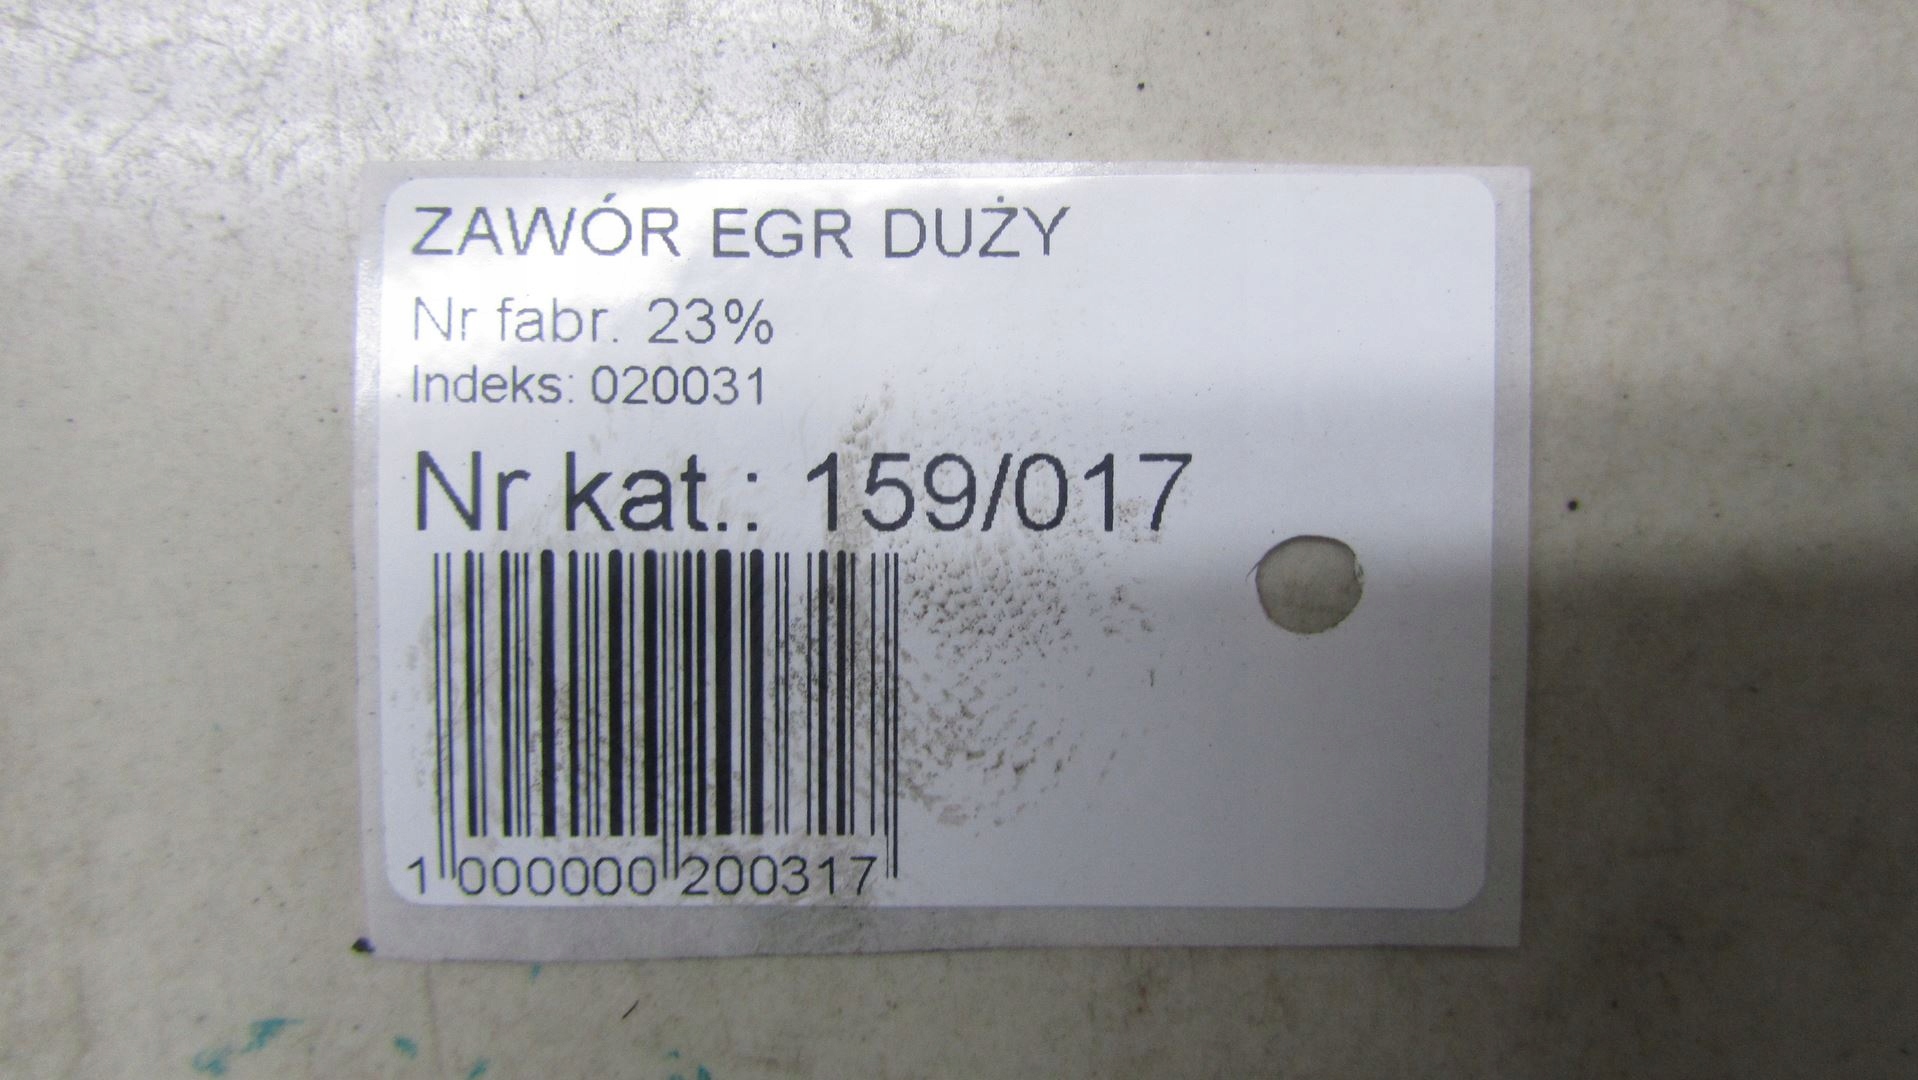 ZAWÓR EGR DUŻY
Nr fabr. 23%
Indeks: 020031
Nr kat.: 159/017
1 000000 200317